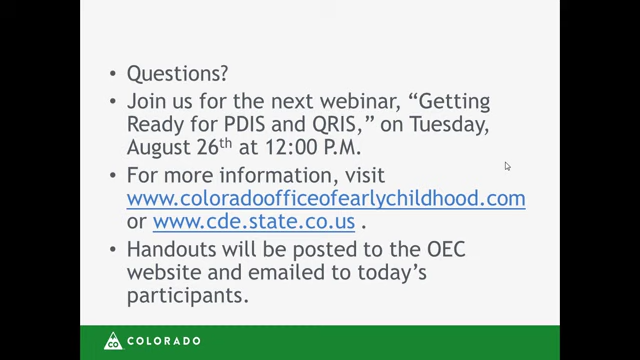 • Questions?
• Join us for the next webinar, “Getting
Ready for PDIS and QRIS,” on Tuesday,
August 26th at 12:00 P.M.
• For more information, visit
www.coloradoofficeofearlychildhood.com
or www.cde.state.co.us .
• Handouts will be posted to the OEC
website and emailed to today’s
participants.
CO COLORADO